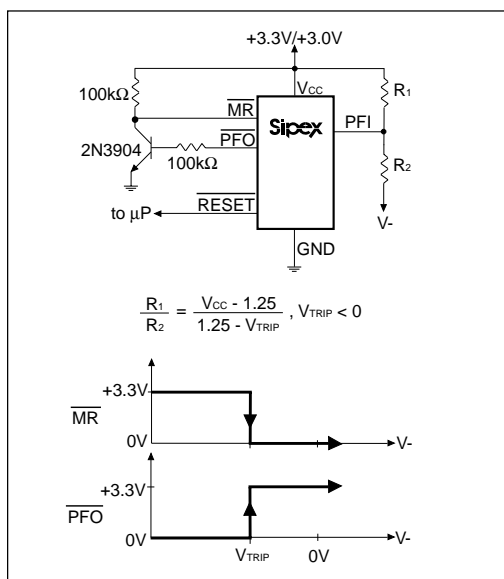 +3.3V/+3.0V
VCC
100kΩ
R1
MR
Sipex
PFI
2N3904
PFO
100kΩ
R2
to µP
RESET
V-
GND
R1 / R2 = VCC - 1.25 / 1.25 - VTRIP , VTRIP < 0
+3.3V
MR
0V
V-
+3.3V
PFO
0V
V-
VTRIP
0V